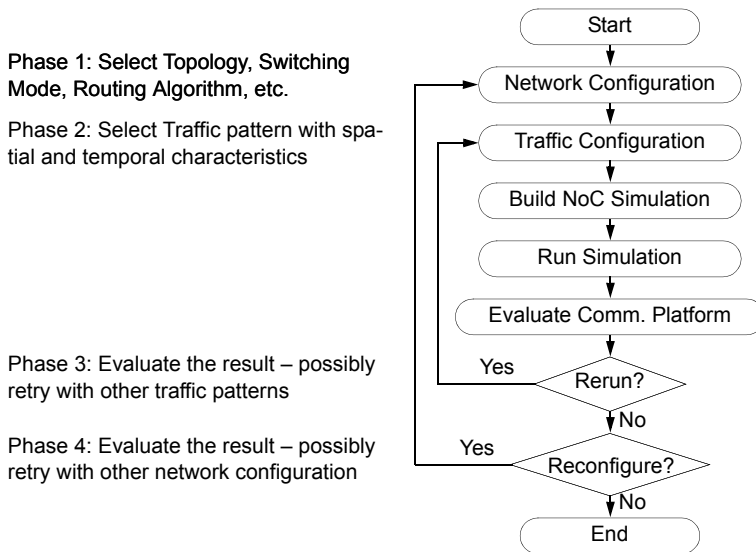 Start
Phase 1: Select Topology, Switching
Mode, Routing Algorithm, etc.
Network Configuration
Phase 2: Select Traffic pattern with spa-
tial and temporal characteristics
Traffic Configuration
Build NoC Simulation
Run Simulation
Evaluate Comm. Platform
Phase 3: Evaluate the result – possibly
retry with other traffic patterns
Yes
Rerun?
No
Phase 4: Evaluate the result – possibly
retry with other network configuration
Yes
Reconfigure?
No
End